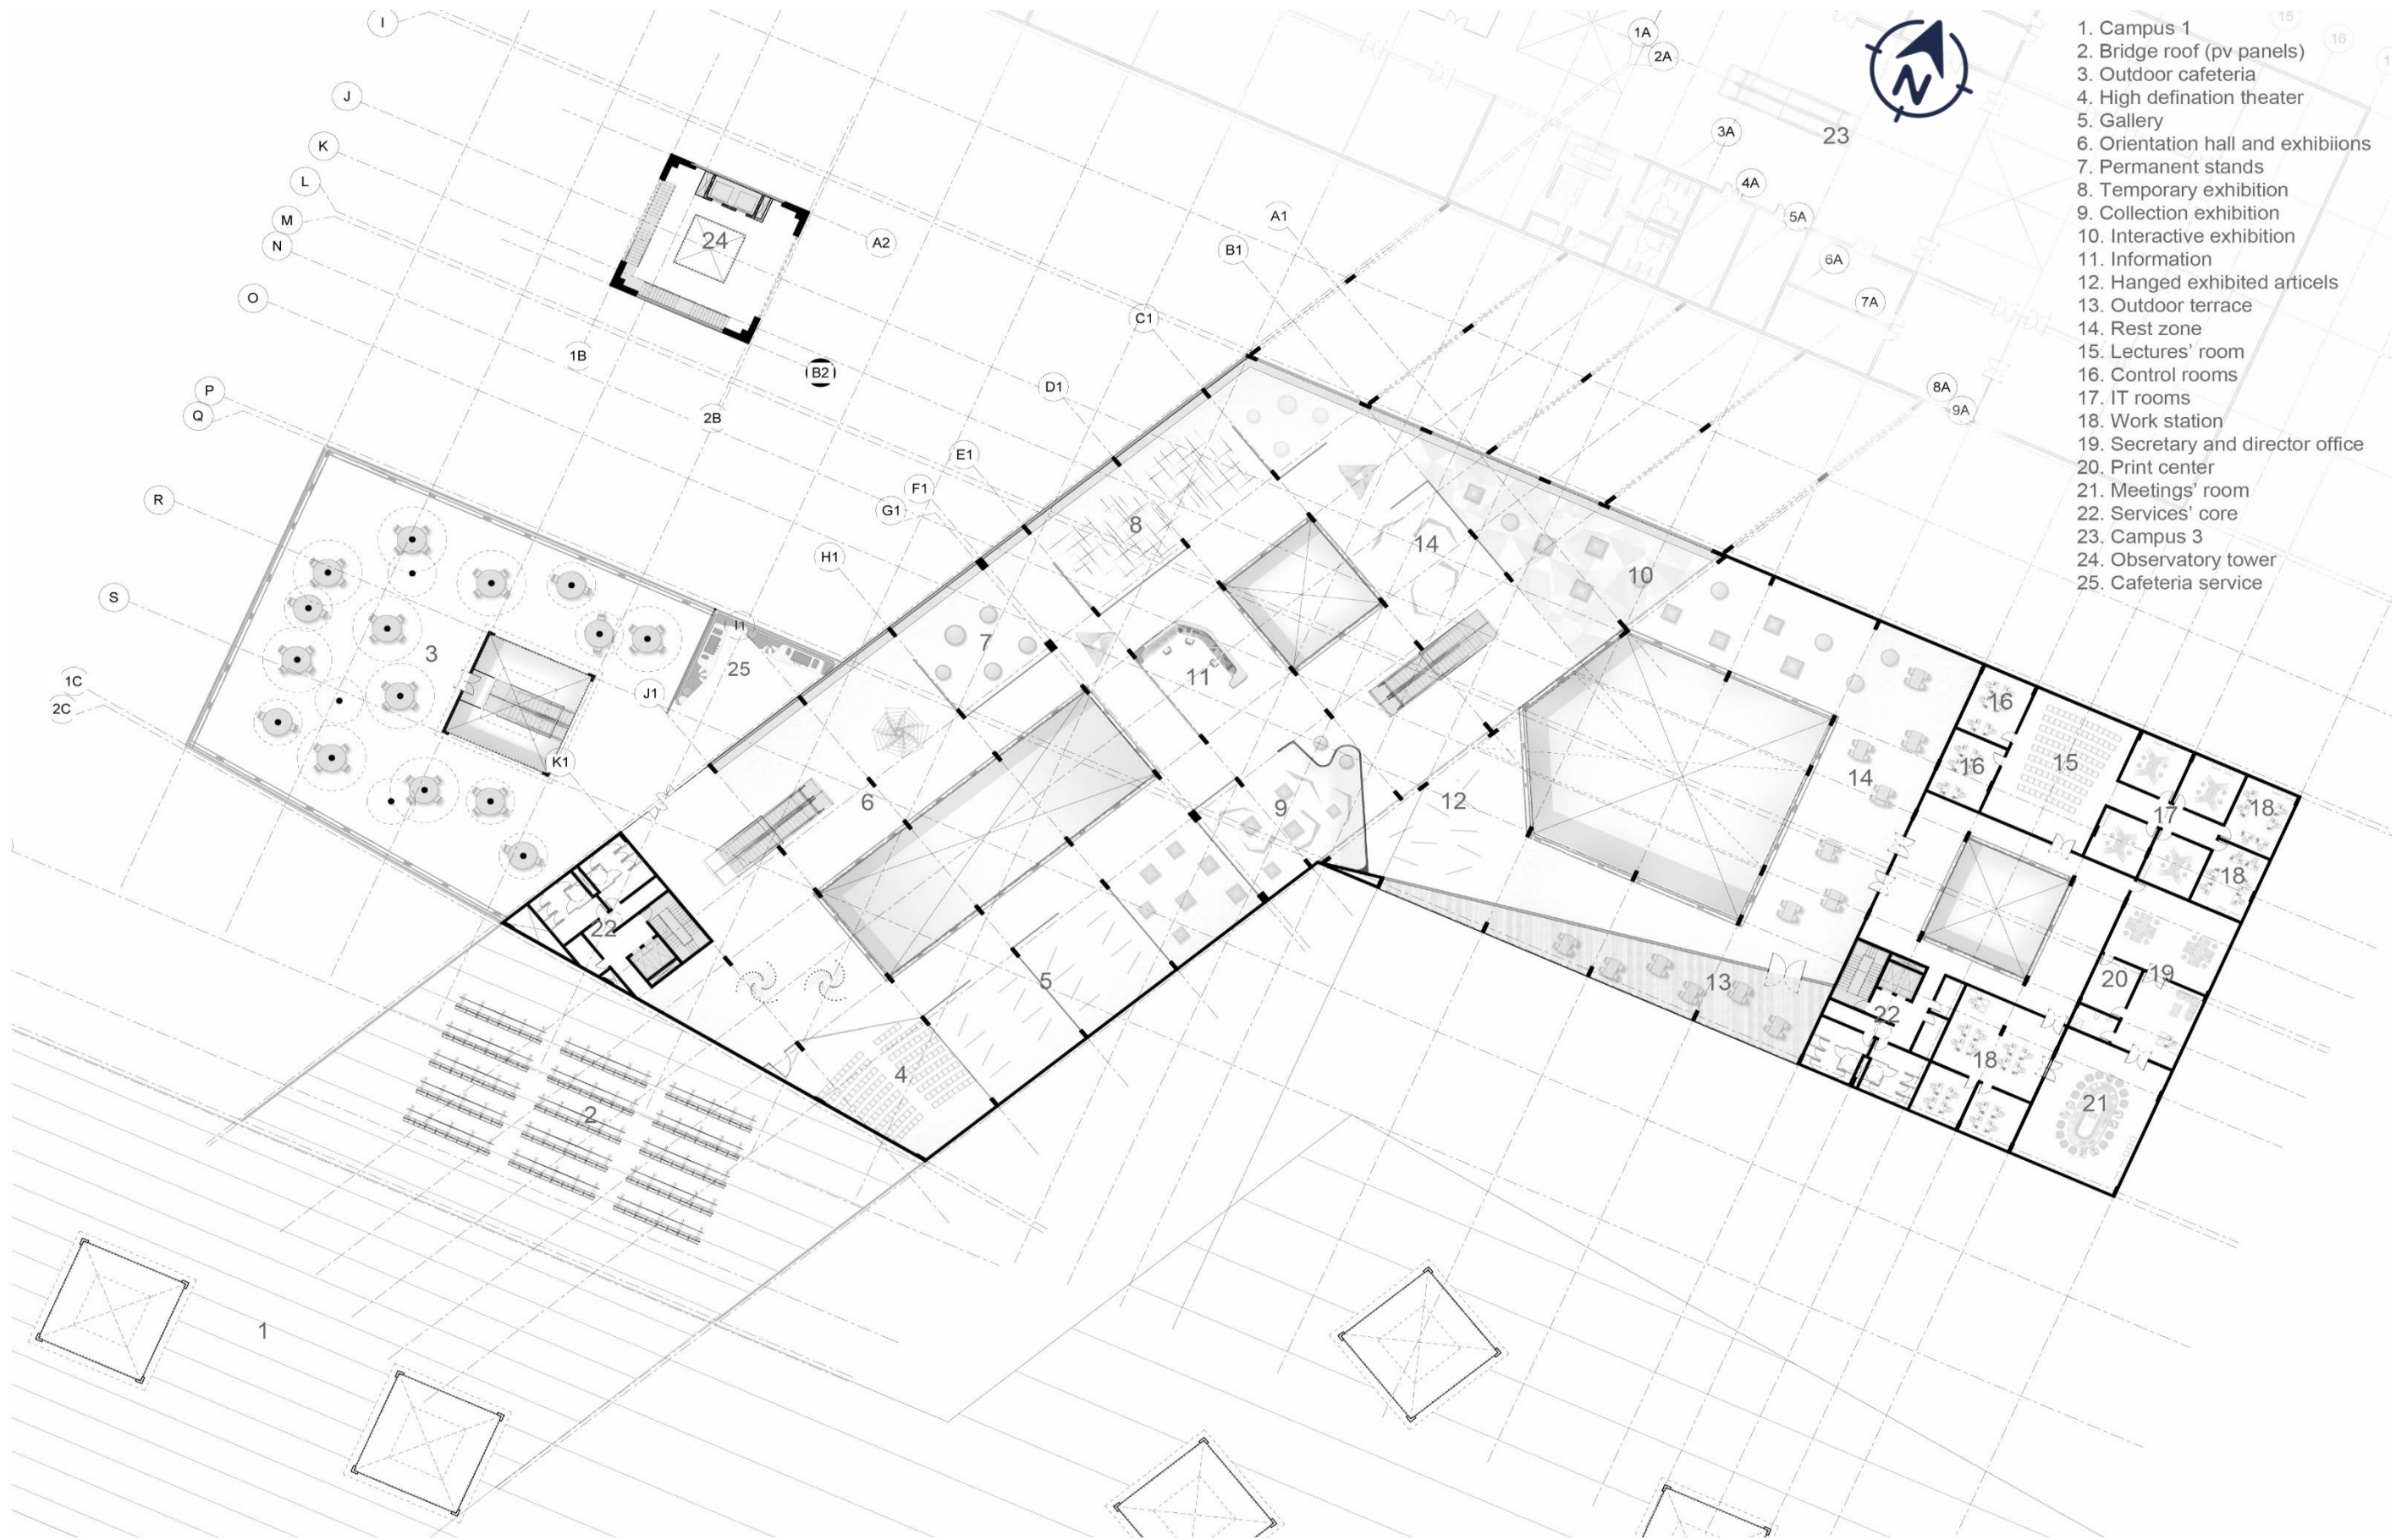 I
J
K
L
M
N
O
P
Q
R
S
1C
2C
1A
2A
3A
4A
5A
6A
7A
8A
9A
A1
B1
C1
D1
E1
F1
G1
H1
I1
J1
K1
A2
B2
1B
2B
15
16
N
1. Campus 1
2. Bridge roof (pv panels)
3. Outdoor cafeteria
4. High defination theater
5. Gallery
6. Orientation hall and exhibiions
7. Permanent stands
8. Temporary exhibition
9. Collection exhibition
10. Interactive exhibition
11. Information
12. Hanged exhibited articels
13. Outdoor terrace
14. Rest zone
15. Lectures' room
16. Control rooms
17. IT rooms
18. Work station
19. Secretary and director office
20. Print center
21. Meetings' room
22. Services' core
23. Campus 3
24. Observatory tower
25. Cafeteria service
23
24
8
14
10
7
11
3
25
16
16
15
14
6
9
12
18
17
18
22
5
13
20
19
22
18
4
21
2
1